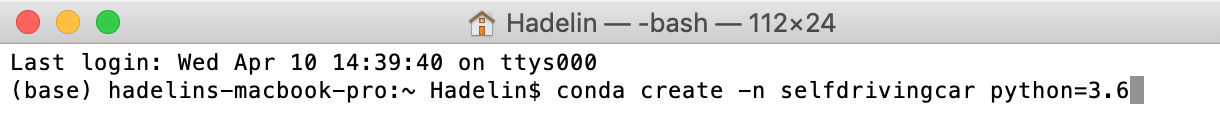 Hadelin — -bash — 112×24
Last login: Wed Apr 10 14:39:40 on ttys000
(base) hadelins-macbook-pro:~ Hadelin$ conda create -n selfdrivingcar python=3.6